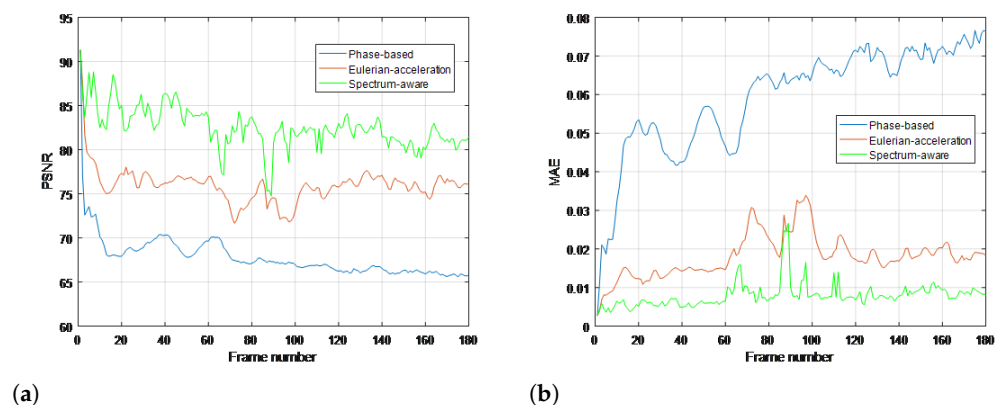 95
90
85
80
75
70
65
60
PSNR
0 20 40 60 80 100 120 140 160 180
Frame number
Phase-based
Eulerian-acceleration
Spectrum-aware
(a)
0.08
0.07
0.06
0.05
0.04
0.03
0.02
0.01
0
MAE
0 20 40 60 80 100 120 140 160 180
Frame number
Phase-based
Eulerian-acceleration
Spectrum-aware
(b)